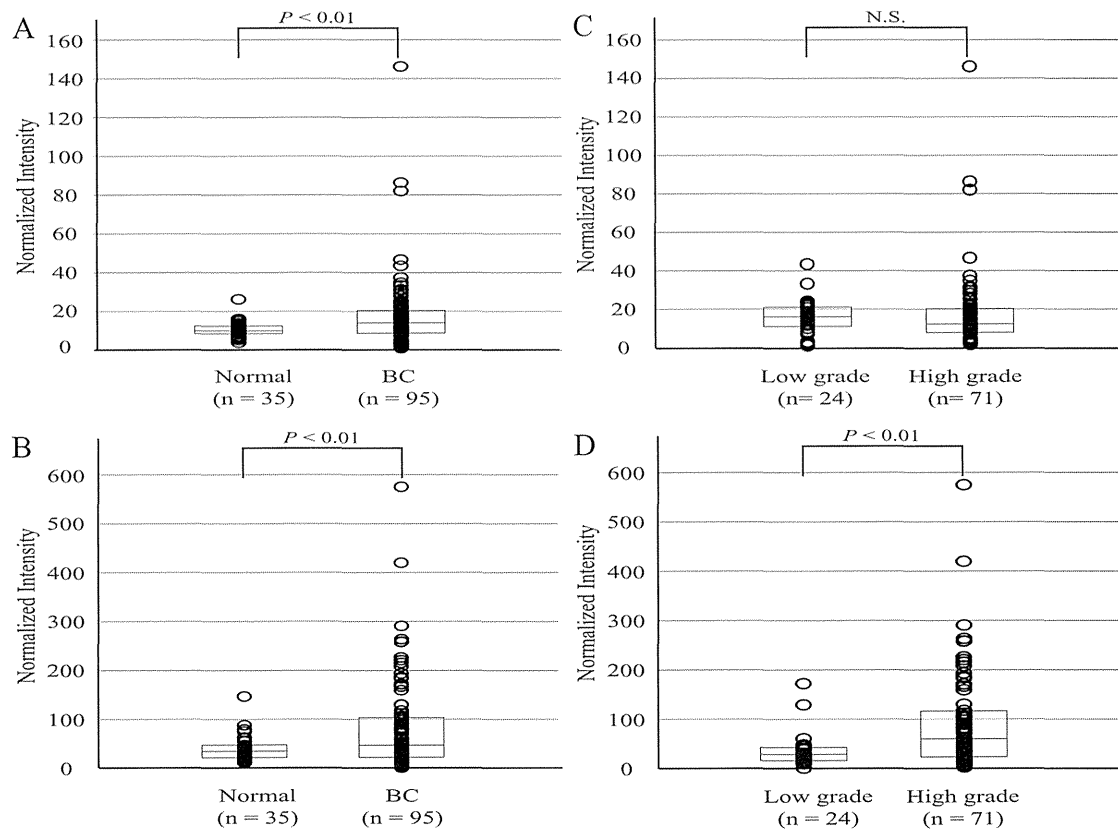 A
P < 0.01
160
140
120
100
80
60
40
20
0
Normalized Intensity
Normal
(n = 35)
BC
(n = 95)
C
N.S.
160
140
120
100
80
60
40
20
0
Normalized Intensity
Low grade
(n= 24)
High grade
(n= 71)
B
P < 0.01
600
500
400
300
200
100
0
Normalized Intensity
Normal
(n = 35)
BC
(n = 95)
D
P < 0.01
600
500
400
300
200
100
0
Normalized Intensity
Low grade
(n = 24)
High grade
(n = 71)